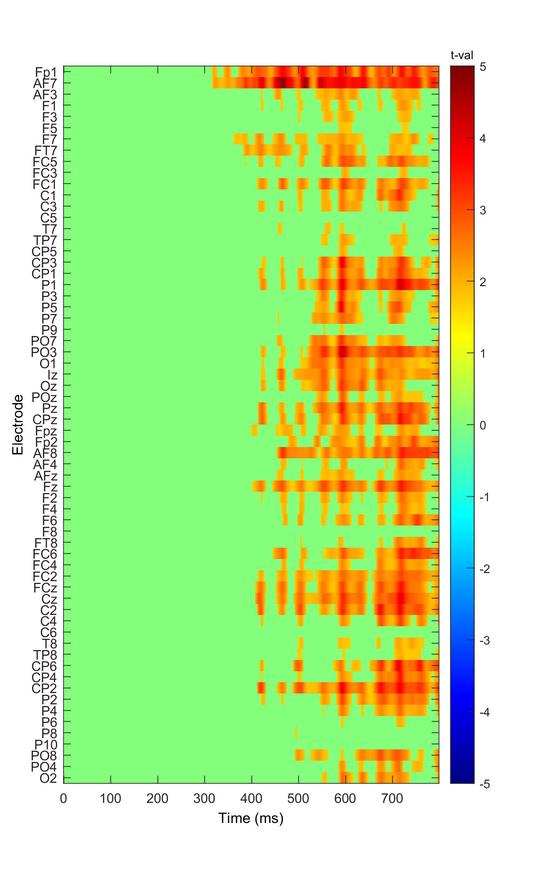 t-val
Fp1
AF7
AF3
F1
F3
F5
F7
FT7
FC5
FC3
FC1
C1
C3
C5
T7
TP7
CP5
CP3
CP1
P1
P3
P5
P7
P9
PO7
PO3
O1
Iz
Oz
POz
Pz
CPz
Fpz
Fp2
AF8
AF4
AFz
Fz
F2
F4
F6
F8
FT8
FC6
FC4
FC2
FCz
Cz
C2
C4
C6
T8
TP8
CP6
CP4
CP2
P2
P4
P6
P8
P10
PO8
PO4
O2
Electrode
0 100 200 300 400 500 600 700
Time (ms)
5
4
3
2
1
0
-1
-2
-3
-4
-5